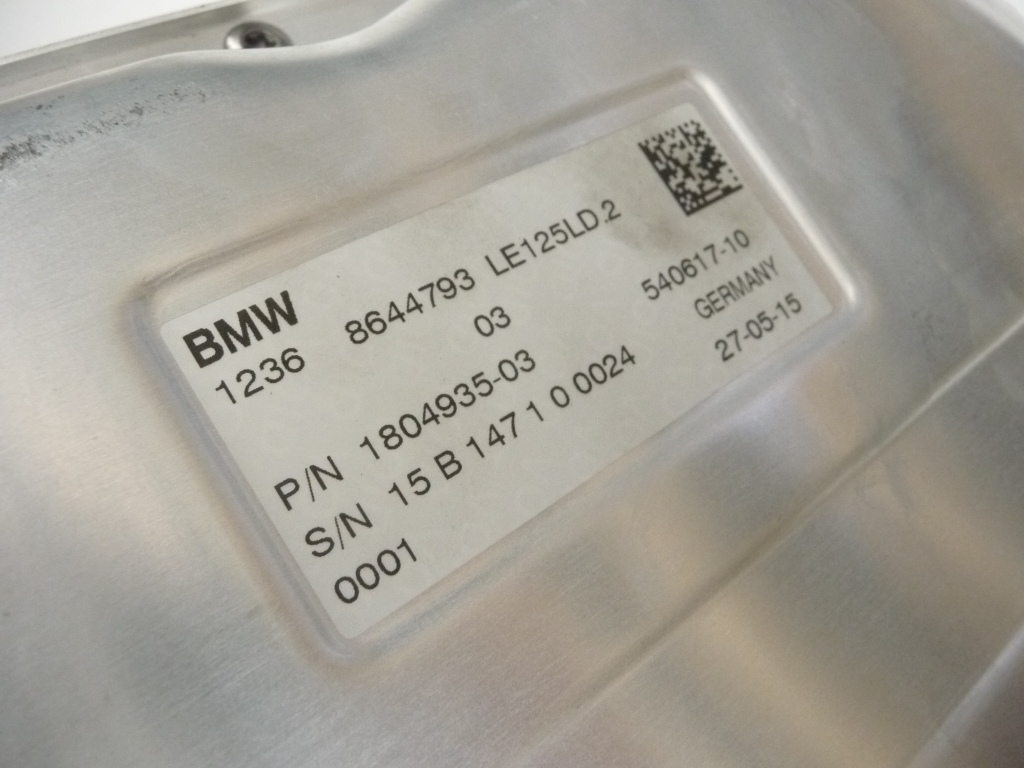 BMW
1236 8644793 LE125LD.2
03
P/N 1804935-03 540617-10
S/N 15 B 147 1 0 0024 GERMANY
0001 27-05-15